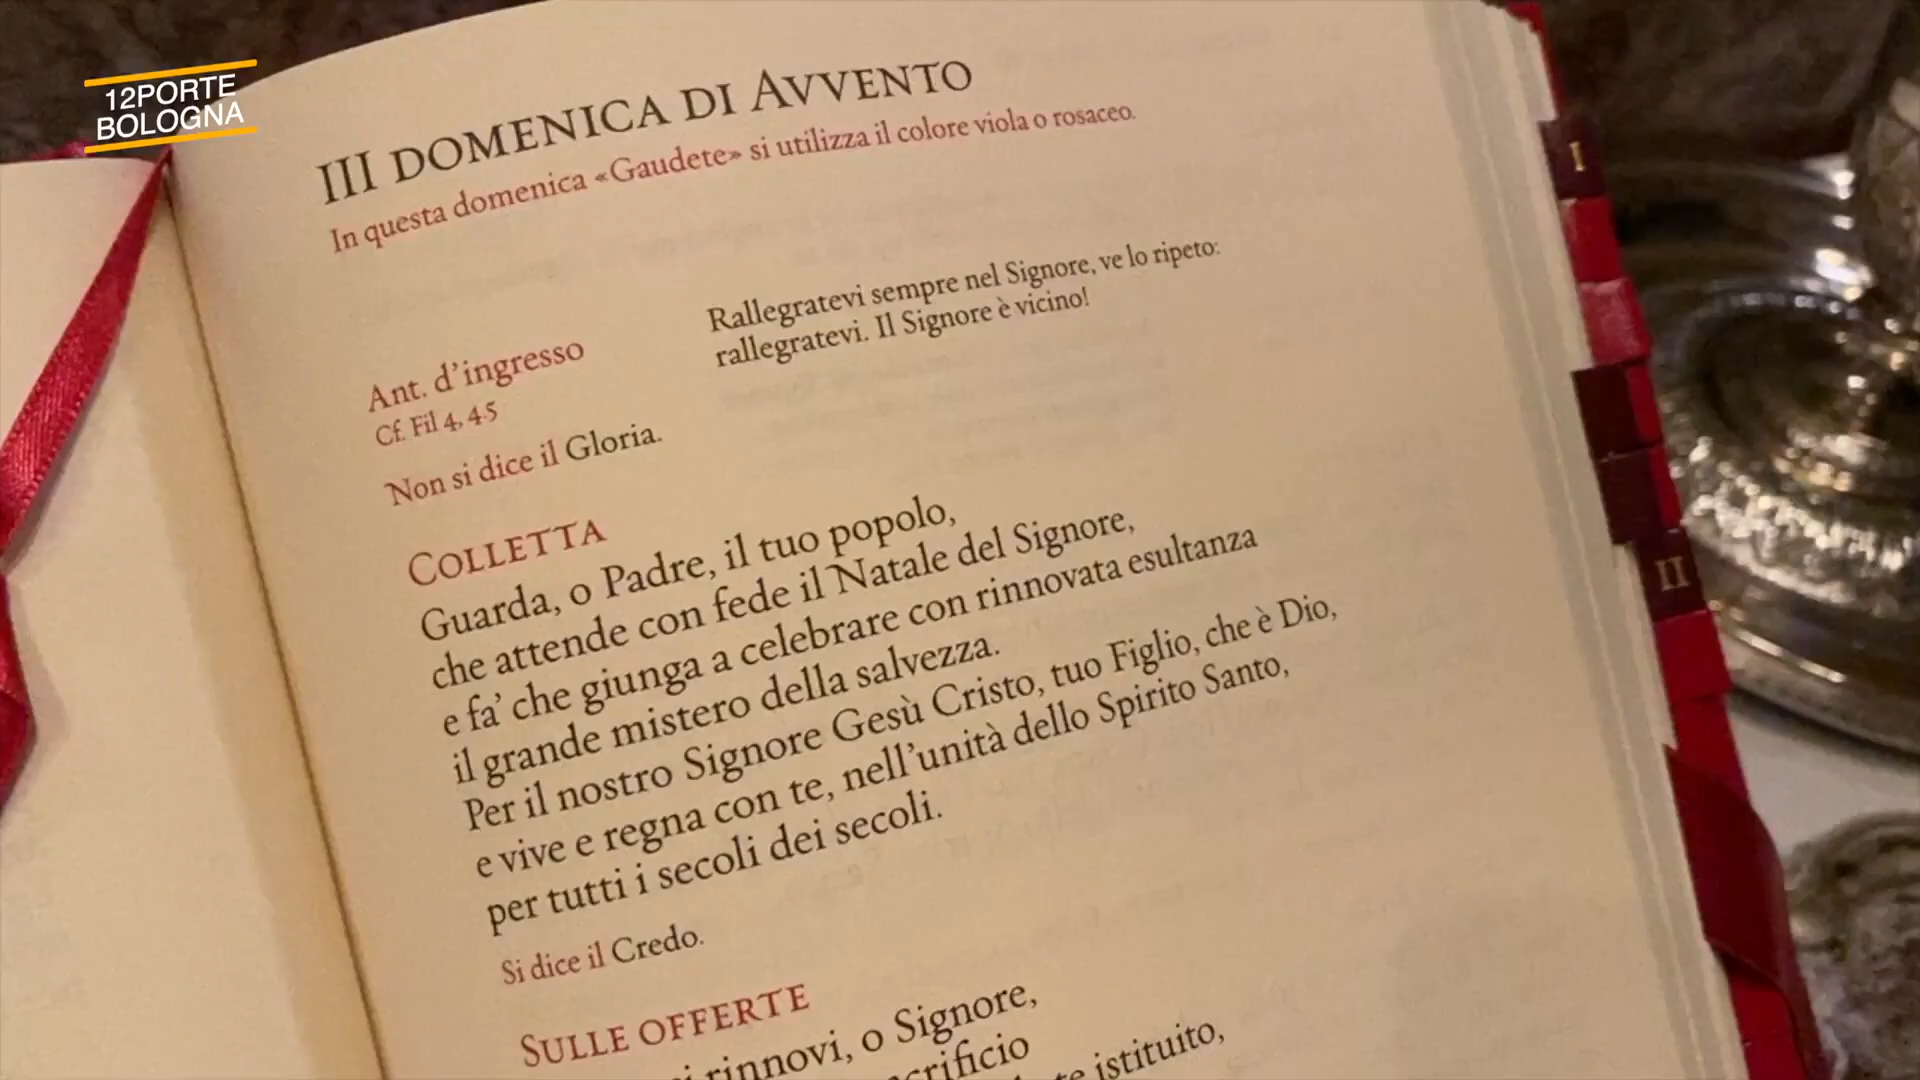 12PORTE
BOLOGNA
III DOMENICA DI AVVENTO
In questa domenica «Gaudete» si utilizza il colore viola o rosaceo.
Ant. d'ingresso
Cf. Fil 4, 4.5
Rallegratevi sempre nel Signore, ve lo ripeto:
rallegratevi. Il Signore è vicino!
Non si dice il Gloria.
COLLETTA
Guarda, o Padre, il tuo popolo,
che attende con fede il Natale del Signore,
e fa' che giunga a celebrare con rinnovata esultanza
il grande mistero della salvezza.
Per il nostro Signore Gesù Cristo, tuo Figlio, che è Dio,
e vive e regna con te, nell'unità dello Spirito Santo,
per tutti i secoli dei secoli.
Si dice il Credo.
SULLE OFFERTE
rinnovi, o Signore,
istituito,
I
II